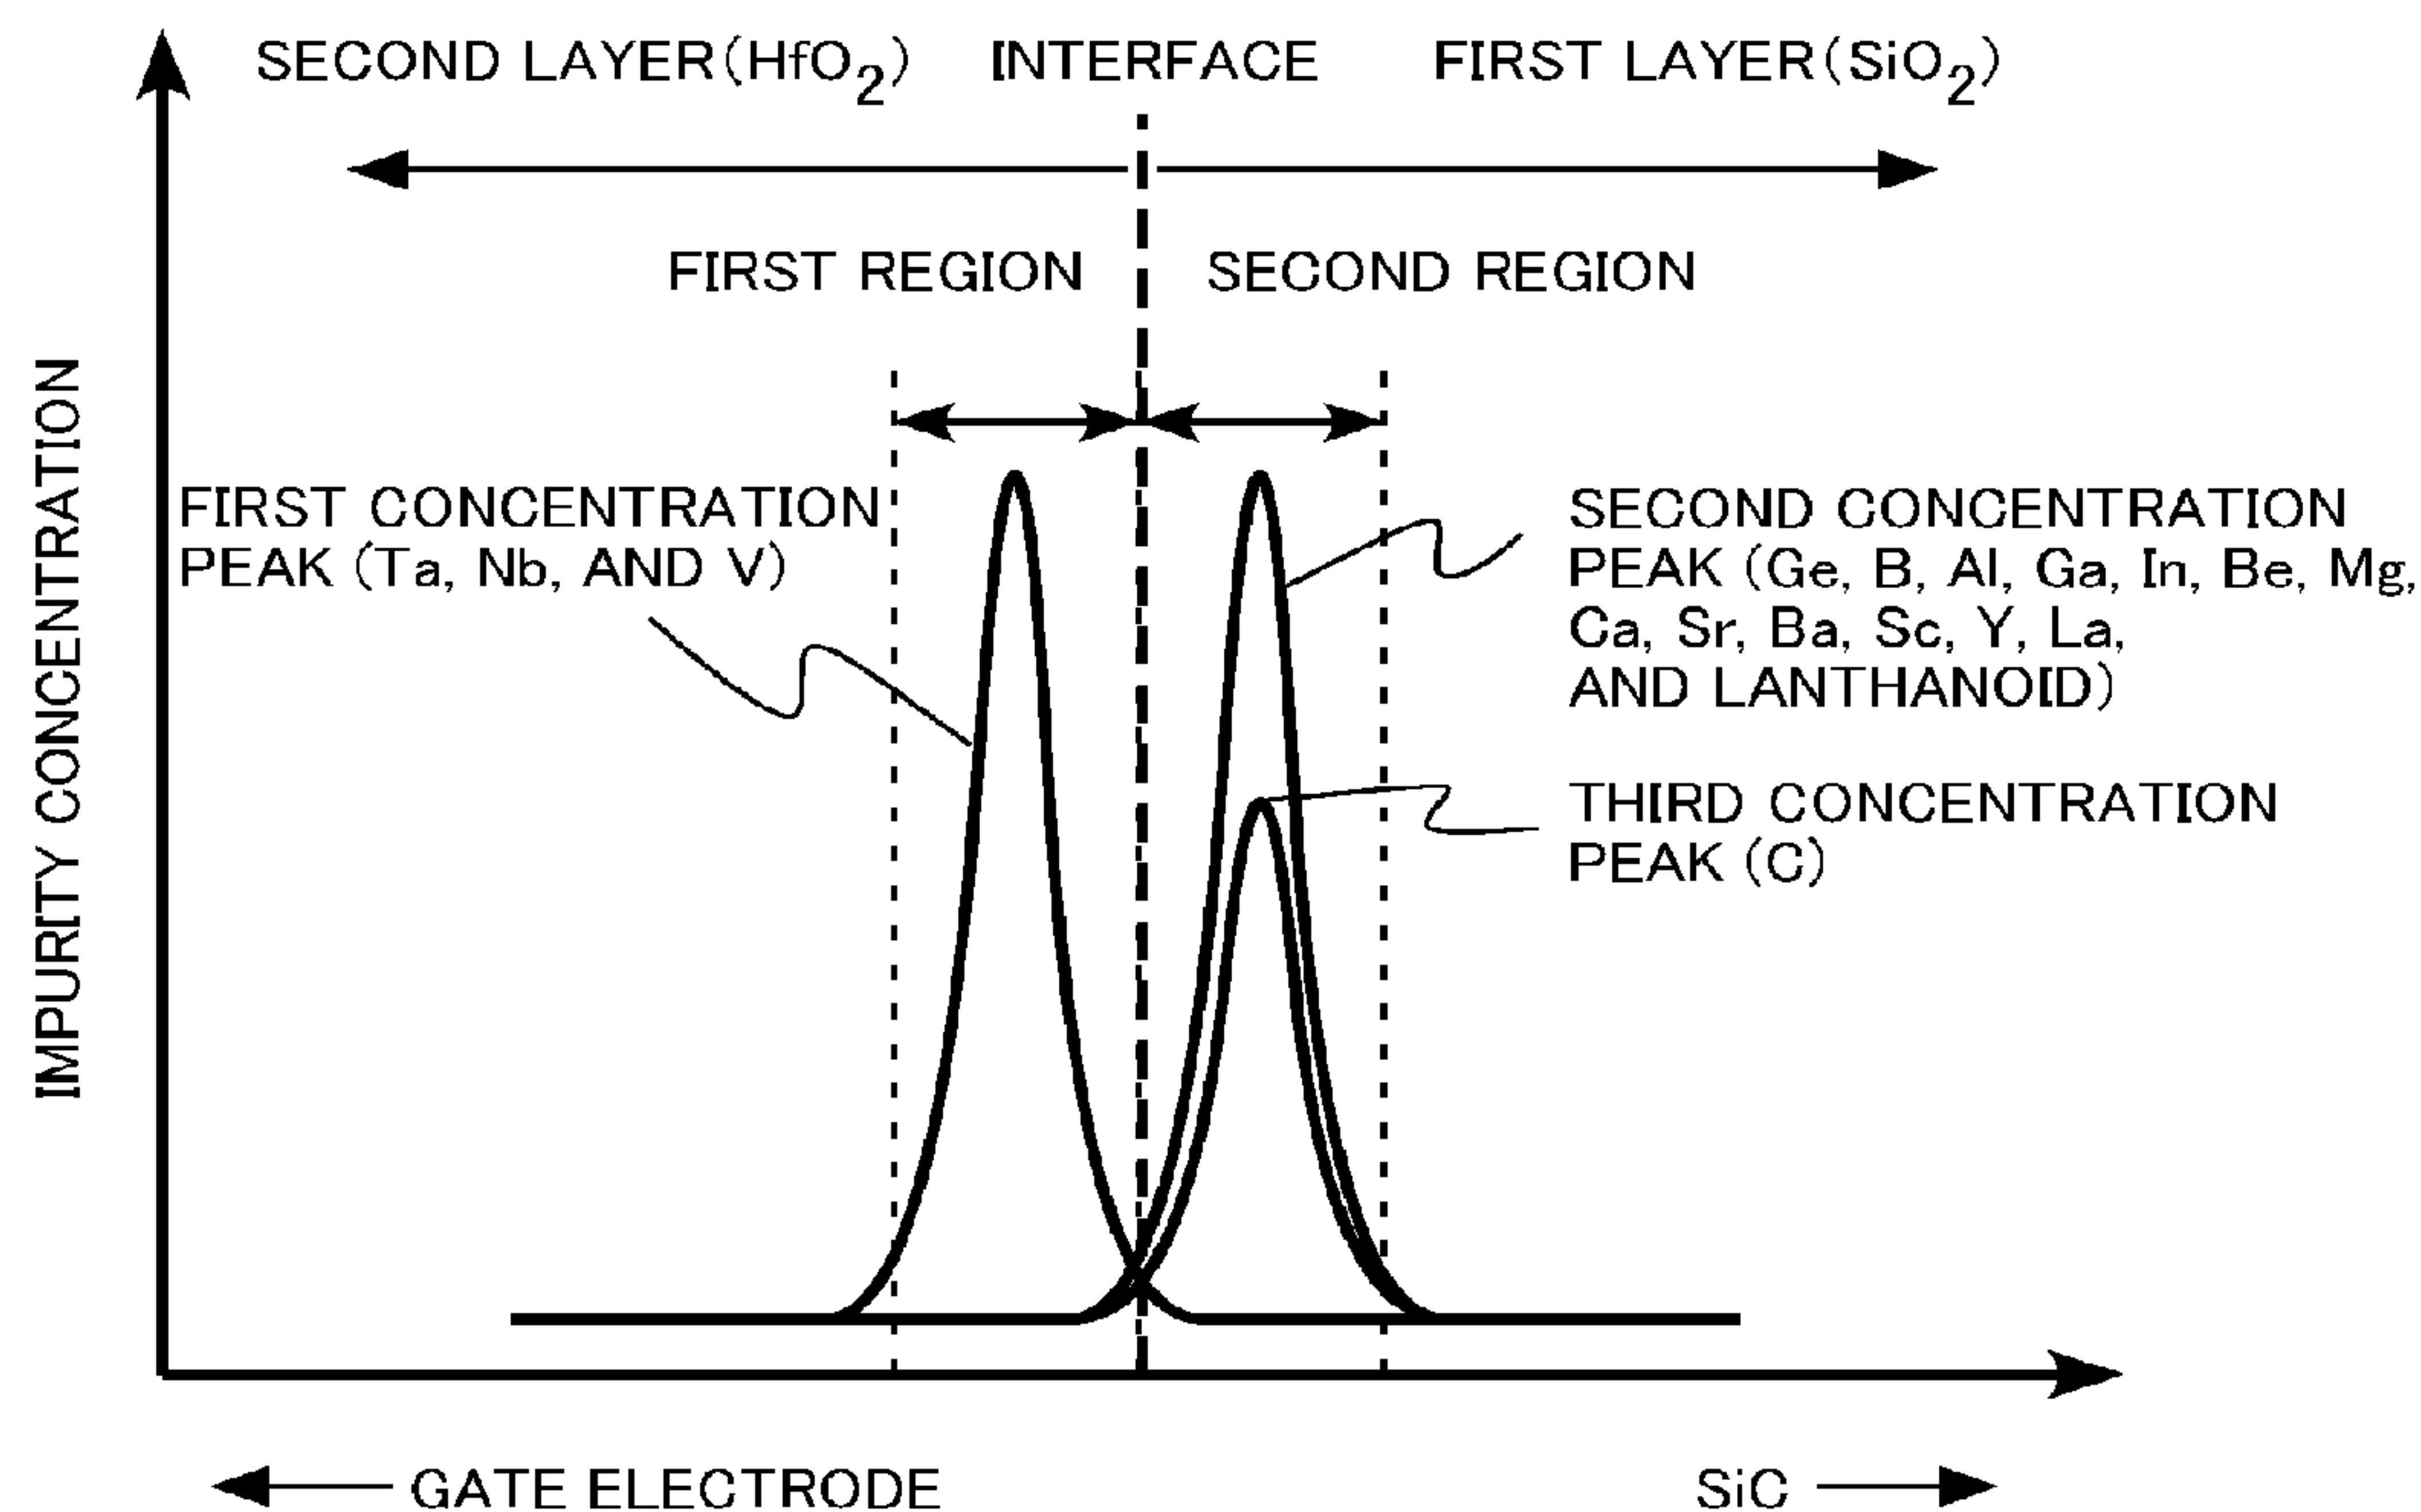 SECOND LAYER(HfO2)
INTERFACE
FIRST LAYER(SiO2)
FIRST REGION
SECOND REGION
IMPURITY CONCENTRATION
FIRST CONCENTRATION
PEAK (Ta, Nb, AND V)
SECOND CONCENTRATION
PEAK (Ge, B, Al, Ga, In, Be, Mg,
Ca, Sr, Ba, Sc, Y, La,
AND LANTHANOID)
THIRD CONCENTRATION
PEAK (C)
GATE ELECTRODE
SiC